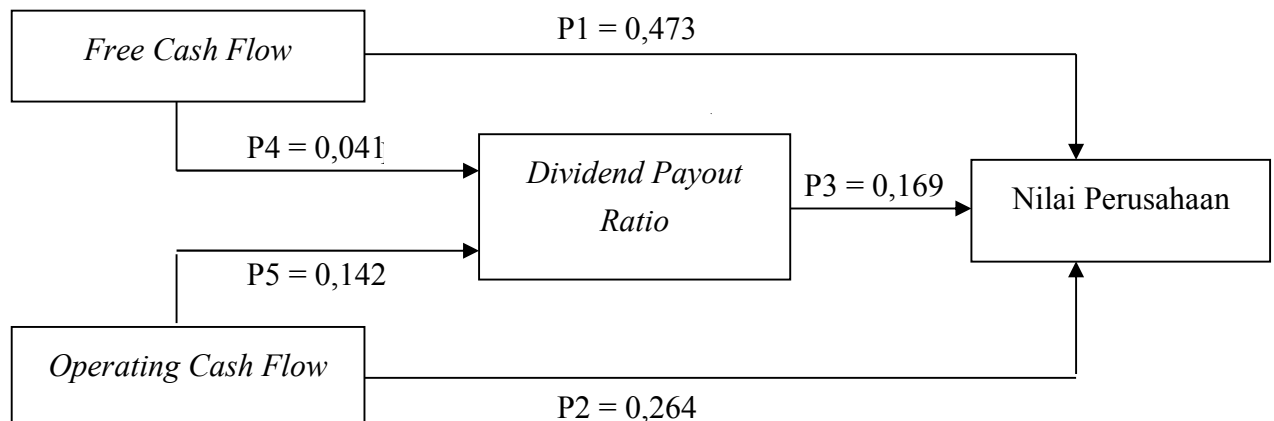 P1 = 0,473
Free Cash Flow
P4 = 0,041
Dividend Payout
Ratio
P3 = 0,169
Nilai Perusahaan
P5 = 0,142
Operating Cash Flow
P2 = 0,264